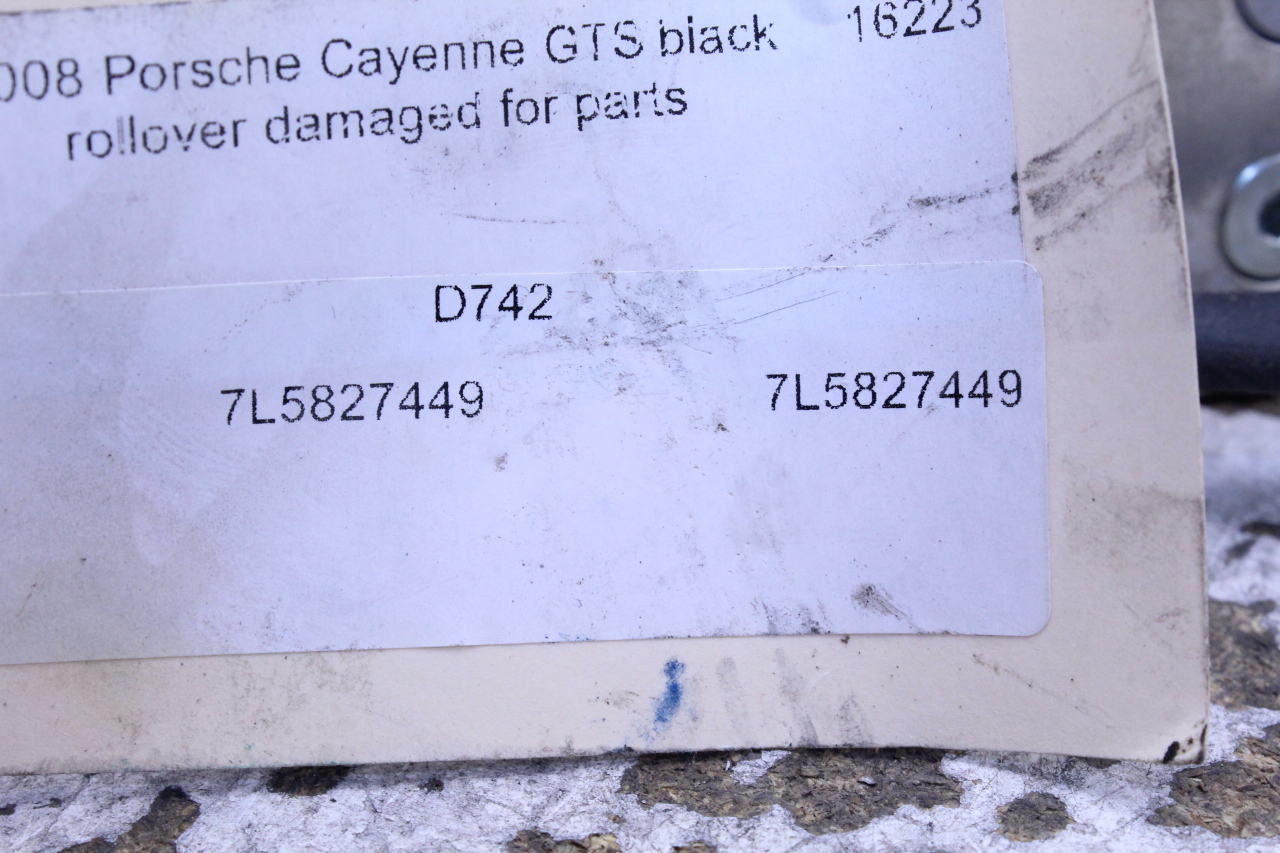 008 Porsche Cayenne GTS black 16223
rollover damaged for parts
D742
7L5827449 7L5827449